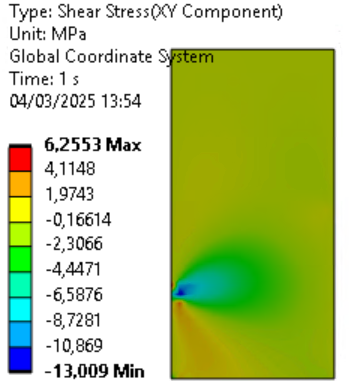 Type: Shear Stress(XY Component)
Unit: MPa
Global Coordinate System
Time: 1 s
04/03/2025 13:54
6,2553 Max
4,1148
1,9743
-0,16614
-2,3066
-4,4471
-6,5876
-8,7281
-10,869
-13,009 Min